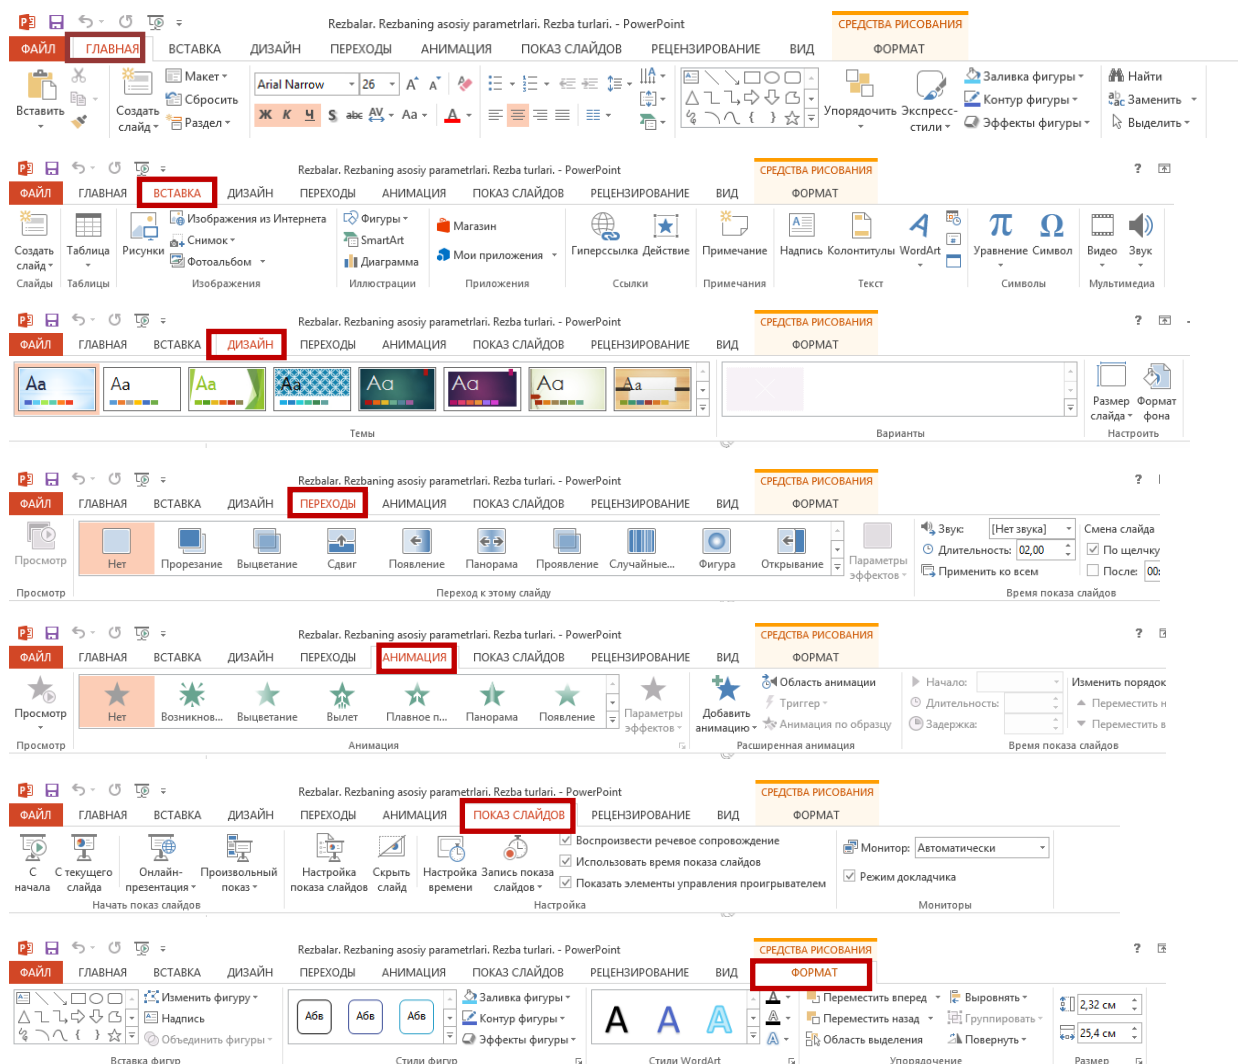 Rezbalar. Rezbaning asosiy parametrlari. Rezba turlari. - PowerPoint СРЕДСТВА РИСОВАНИЯ
ФАЙЛ ГЛАВНАЯ ВСТАВКА ДИЗАЙН ПЕРЕХОДЫ АНИМАЦИЯ ПОКАЗ СЛАЙДОВ РЕЦЕНЗИРОВАНИЕ ВИД ФОРМАТ
Макет Заливка фигуры Найти
Arial Narrow 26
Вставить Создать Сбросить Упорядочить Экспресс- Контур фигуры Заменить
слайд Раздел Ж К Ч S abc AV Aa А стили Эффекты фигуры Выделить
Rezbalar. Rezbaning asosiy parametrlari. Rezba turlari. - PowerPoint СРЕДСТВА РИСОВАНИЯ ?
ФАЙЛ ГЛАВНАЯ ВСТАВКА ДИЗАЙН ПЕРЕХОДЫ АНИМАЦИЯ ПОКАЗ СЛАЙДОВ РЕЦЕНЗИРОВАНИЕ ВИД ФОРМАТ
Изображения из Интернета Фигуры Магазин
Снимок SmartArt
Создать Таблица Рисунки Гиперссылка Действие Примечание Надпись Колонтитулы WordArt Уравнение Символ Видео Звук
слайд Фотоальбом Диаграмма Мои приложения
Слайды Таблицы Изображения Иллюстрации Приложения Ссылки Примечания Текст Символы Мультимедиа
Rezbalar. Rezbaning asosiy parametrlari. Rezba turlari. - PowerPoint СРЕДСТВА РИСОВАНИЯ ?
ФАЙЛ ГЛАВНАЯ ВСТАВКА ДИЗАЙН ПЕРЕХОДЫ АНИМАЦИЯ ПОКАЗ СЛАЙДОВ РЕЦЕНЗИРОВАНИЕ ВИД ФОРМАТ
Aa Aa Aa Aa Aa Aa Aa Aa
Размер Формат
слайда фона
Темы Варианты Настроить
Rezbalar. Rezbaning asosiy parametrlari. Rezba turlari. - PowerPoint СРЕДСТВА РИСОВАНИЯ ?
ФАЙЛ ГЛАВНАЯ ВСТАВКА ДИЗАЙН ПЕРЕХОДЫ АНИМАЦИЯ ПОКАЗ СЛАЙДОВ РЕЦЕНЗИРОВАНИЕ ВИД ФОРМАТ
Звук: [Нет звука] Смена слайда
Длительность: 02,00 По щелчку
Просмотр Нет Прорезание Выцветание Сдвиг Появление Панорама Проявление Случайные... Фигура Открывание Параметры эффектов
Применить ко всем После: 00:
Просмотр Переход к этому слайду Время показа слайдов
Rezbalar. Rezbaning asosiy parametrlari. Rezba turlari. - PowerPoint СРЕДСТВА РИСОВАНИЯ ?
ФАЙЛ ГЛАВНАЯ ВСТАВКА ДИЗАЙН ПЕРЕХОДЫ АНИМАЦИЯ ПОКАЗ СЛАЙДОВ РЕЦЕНЗИРОВАНИЕ ВИД ФОРМАТ
Область анимации Начало: Изменить порядок
Триггер Длительность: Переместить н
Просмотр Нет Возникнов... Выцветание Вылет Плавное п... Панорама Появление Параметры эффектов Добавить анимацию
Анимация по образцу Задержка: Переместить в
Просмотр Анимация Расширенная анимация Время показа слайдов
Rezbalar. Rezbaning asosiy parametrlari. Rezba turlari. - PowerPoint СРЕДСТВА РИСОВАНИЯ
ФАЙЛ ГЛАВНАЯ ВСТАВКА ДИЗАЙН ПЕРЕХОДЫ АНИМАЦИЯ ПОКАЗ СЛАЙДОВ РЕЦЕНЗИРОВАНИЕ ВИД ФОРМАТ
Воспроизвести речевое сопровождение Монитор: Автоматически
Использовать время показа слайдов
С С текущего Онлайн- Произвольный Настройка Скрыть Настройка Запись показа Режим докладчика
начала слайда презентация показ показа слайдов слайд времени слайдов Показать элементы управления проигрывателем
Начать показ слайдов Настройка Мониторы
Rezbalar. Rezbaning asosiy parametrlari. Rezba turlari. - PowerPoint СРЕДСТВА РИСОВАНИЯ ?
ФАЙЛ ГЛАВНАЯ ВСТАВКА ДИЗАЙН ПЕРЕХОДЫ АНИМАЦИЯ ПОКАЗ СЛАЙДОВ РЕЦЕНЗИРОВАНИЕ ВИД ФОРМАТ
Изменить фигуру Заливка фигуры Переместить вперед Выровнять 2,32 см
Надпись Абв Абв Абв Контур фигуры A A A Переместить назад Группировать
Объединить фигуры Эффекты фигуры Область выделения Повернуть 25,4 см
Вставка фигур Стили фигур Стили WordArt Упорядочение Размер